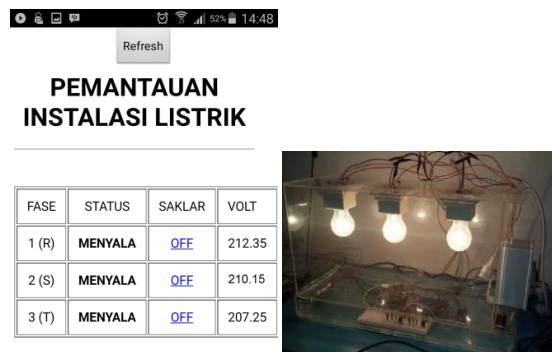 52% 14:48
Refresh
PEMANTAUAN
INSTALASI LISTRIK
FASE STATUS SAKLAR VOLT
1 (R) MENYALA OFF 212.35
2 (S) MENYALA OFF 210.15
3 (T) MENYALA OFF 207.25